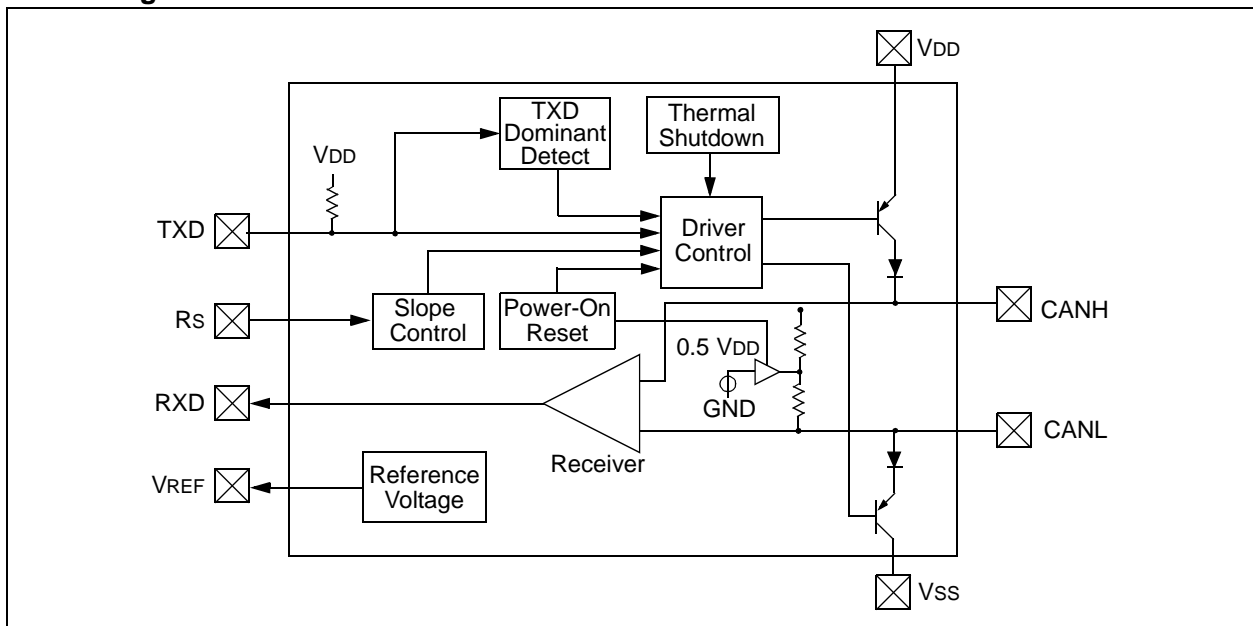 VDD
TXD
Dominant
Detect
Thermal
Shutdown
VDD
TXD
Driver
Control
RS
Slope
Control
Power-On
Reset
CANH
0.5 VDD
RXD
GND
CANL
Receiver
VREF
Reference
Voltage
VSS